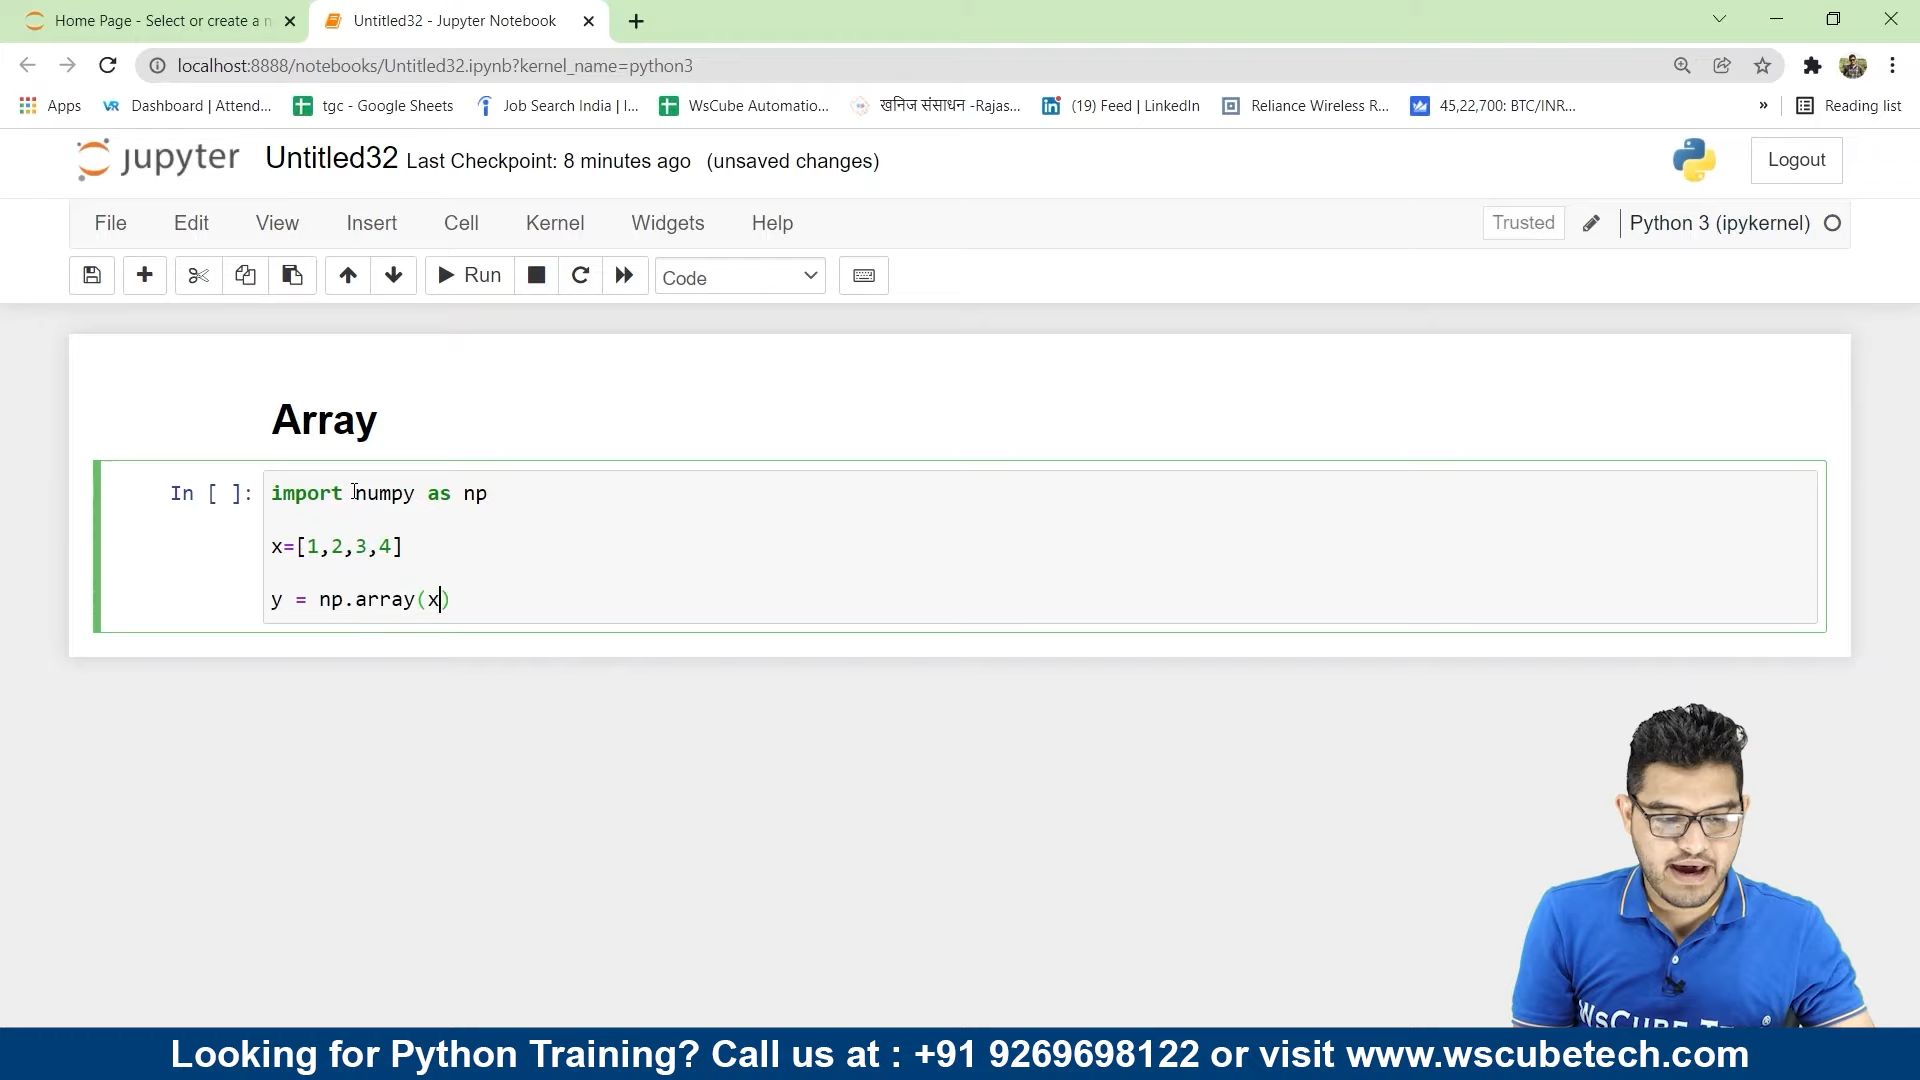 Home Page - Select or create a n
Untitled32 - Jupyter Notebook
localhost:8888/notebooks/Untitled32.ipynb?kernel_name=python3
Apps
Dashboard | Attend...
tgc - Google Sheets
Job Search India | I...
WsCube Automatio...
खनिज संसाधन -Rajas...
(19) Feed | LinkedIn
Reliance Wireless R...
45,22,700: BTC/INR...
»
Reading list
jupyter Untitled32 Last Checkpoint: 8 minutes ago (unsaved changes)
Logout
File Edit View Insert Cell Kernel Widgets Help
Trusted
Python 3 (ipykernel)
Run
Code
Array
In [ ]: import numpy as np
x=[1,2,3,4]
y = np.array(x)
WsCube Tech
Looking for Python Training? Call us at : +91 9269698122 or visit www.wscubetech.com